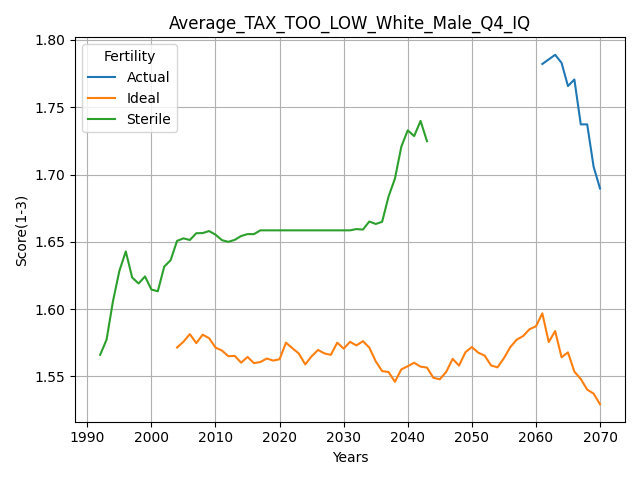 Average_TAX_TOO_LOW_White_Male_Q4_IQ
Fertility
Actual
Ideal
Sterile
Score(1-3)
1.80
1.75
1.70
1.65
1.60
1.55
1990 2000 2010 2020 2030 2040 2050 2060 2070
Years